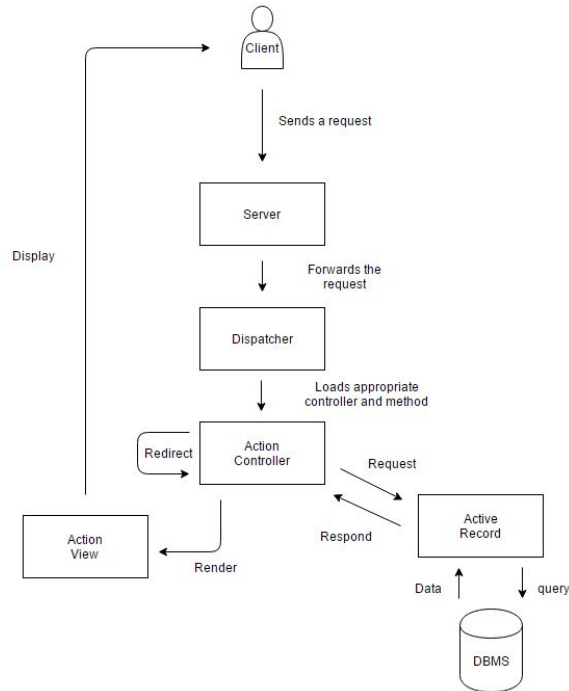 Client
Sends a request
Server
Display
Forwards the
request
Dispatcher
Loads appropriate
controller and method
Redirect
Action
Controller
Request
Active
Record
Respond
Action
View
Render
Data
query
DBMS